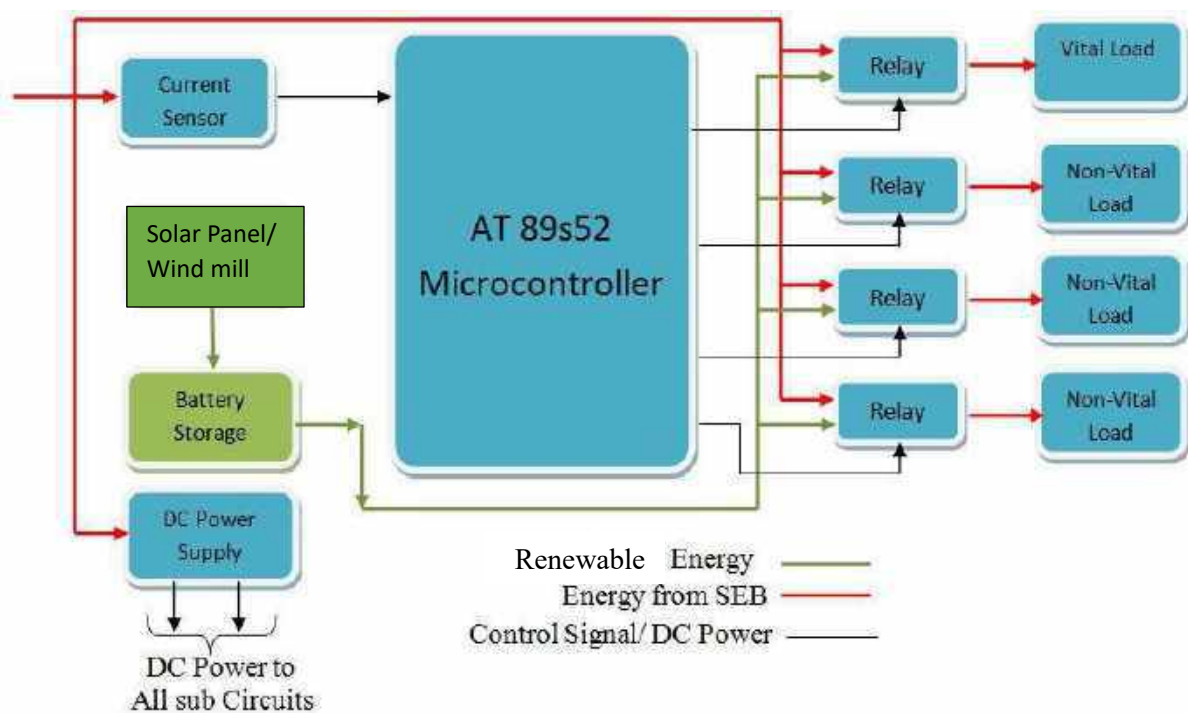 Current
Sensor
Solar Panel/
Wind mill
Battery
Storage
DC Power
Supply
DC Power to
All sub Circuits
AT 89s52
Microcontroller
Relay
Vital Load
Relay
Non-Vital
Load
Relay
Non-Vital
Load
Relay
Non-Vital
Load
Renewable Energy
Energy from SEB
Control Signal/ DC Power